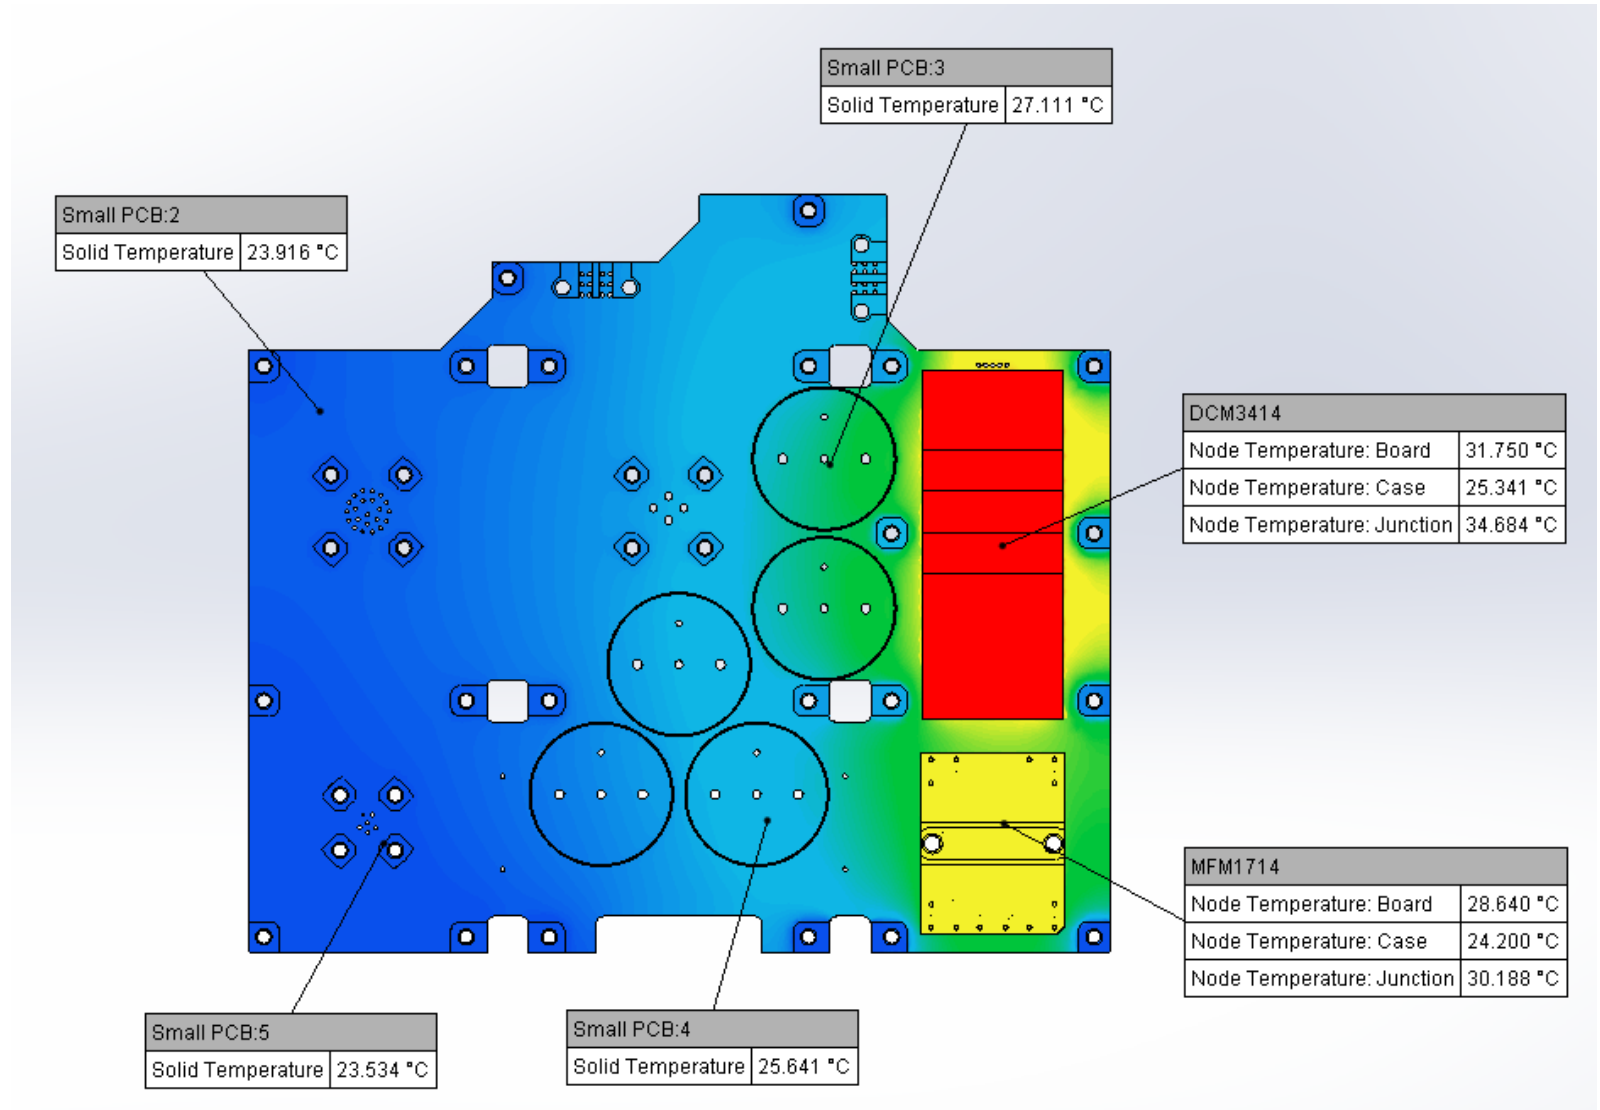 Small PCB:3
Solid Temperature 27.111 °C
Small PCB:2
Solid Temperature 23.916 °C
DCM3414
Node Temperature: Board 31.750 °C
Node Temperature: Case 25.341 °C
Node Temperature: Junction 34.684 °C
MFM1714
Node Temperature: Board 28.640 °C
Node Temperature: Case 24.200 °C
Node Temperature: Junction 30.188 °C
Small PCB:5
Solid Temperature 23.534 °C
Small PCB:4
Solid Temperature 25.641 °C